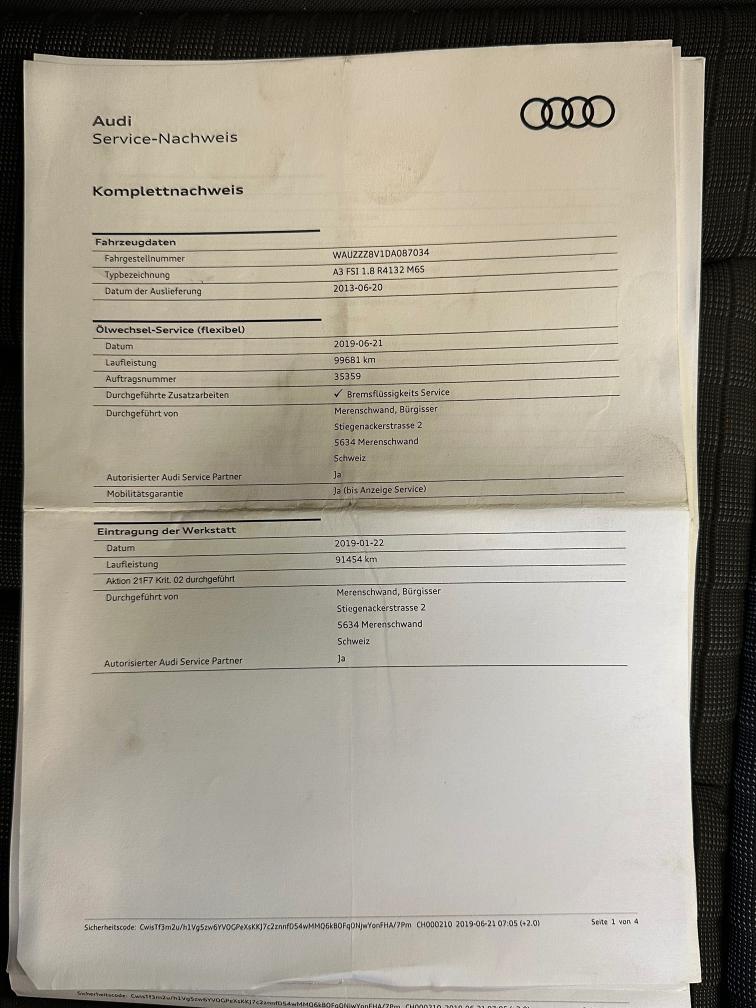 Audi
Service-Nachweis
Komplettnachweis
Fahrzeugdaten
Fahrgestellnummer WAUZZZ8V1DA087034
Typbezeichnung A3 FSI 1.8 R4132 M6S
Datum der Auslieferung 2013-06-20
Ölwechsel-Service (flexibel)
Datum 2019-06-21
Laufleistung 99681 km
Auftragsnummer 35359
Durchgeführte Zusatzarbeiten ✓ Bremsflüssigkeits Service
Durchgeführt von Merenschwand, Bürgisser
Stiegenackerstrasse 2
5634 Merenschwand
Schweiz
Autorisierter Audi Service Partner Ja
Mobilitätsgarantie Ja (bis Anzeige Service)
Eintragung der Werkstatt
Datum 2019-01-22
Laufleistung 91454 km
Aktion 21F7 Krit. 02 durchgeführt
Durchgeführt von Merenschwand, Bürgisser
Stiegenackerstrasse 2
5634 Merenschwand
Schweiz
Autorisierter Audi Service Partner Ja
Sicherheitscode: CwisTf3m2u/h1Vg5zw6YVOGPeXsKKJ7c2znnfD54wMMQ6kBOFqONjwYonFHA/7Pm CH000210 2019-06-21 07:05 (+2.0) Seite 1 von 4